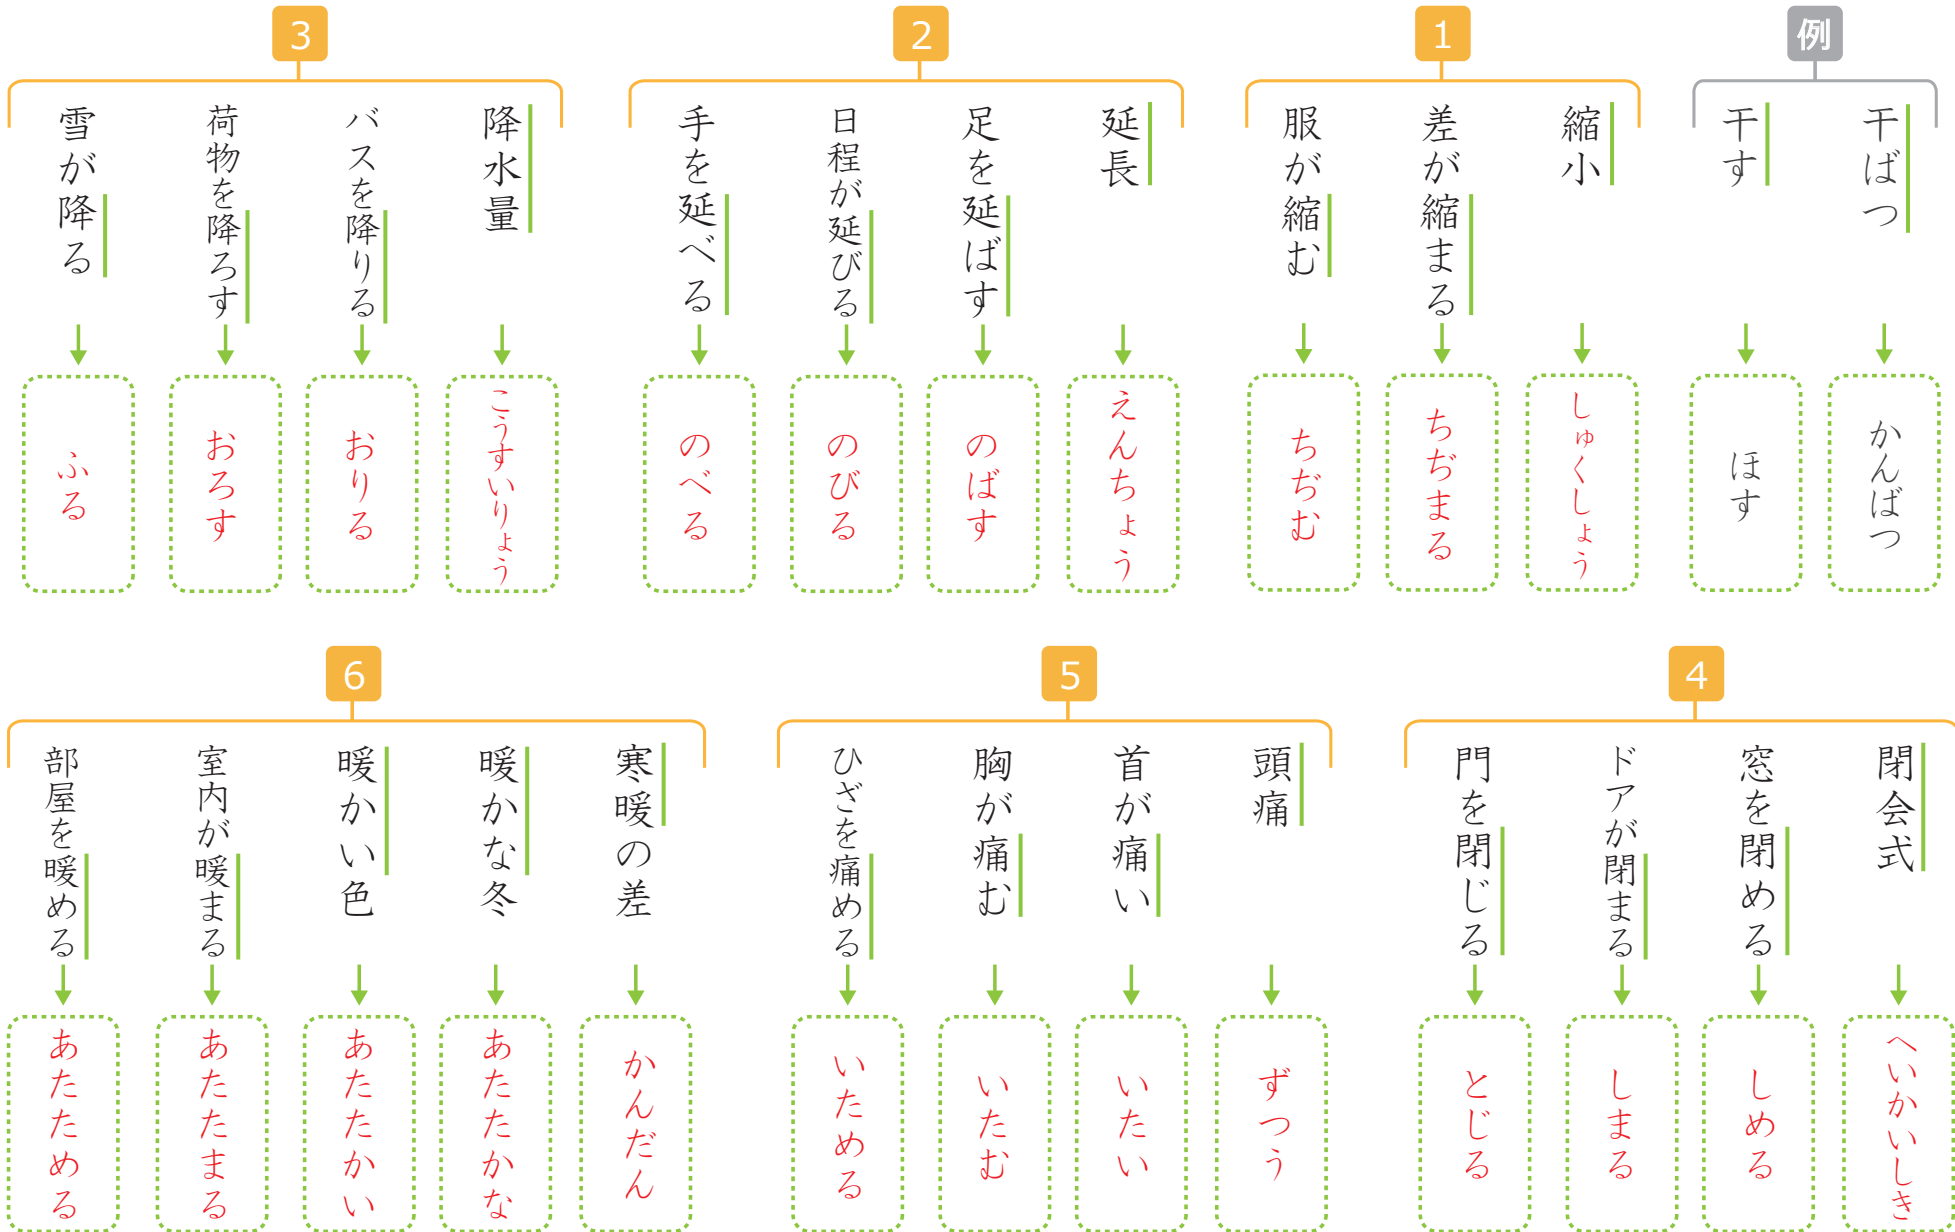 例
干ばつ
かんばつ
干す
ほす
1
縮小
しゅくしょう
差が縮まる
ちぢまる
服が縮む
ちぢむ
2
延長
えんちょう
足を延ばす
のばす
日程が延びる
のびる
手を延べる
のべる
3
降水量
こうすいりょう
バスを降りる
おりる
荷物を降ろす
おろす
雪が降る
ふる
4
閉会式
へいかいしき
窓を閉める
しめる
ドアが閉まる
しまる
門を閉じる
とじる
5
頭痛
ずつう
首が痛い
いたい
胸が痛む
いたむ
ひざを痛める
いためる
6
寒暖の差
かんだん
暖かな冬
あたたかな
暖かい色
あたたかい
室内が暖まる
あたたまる
部屋を暖める
あたためる